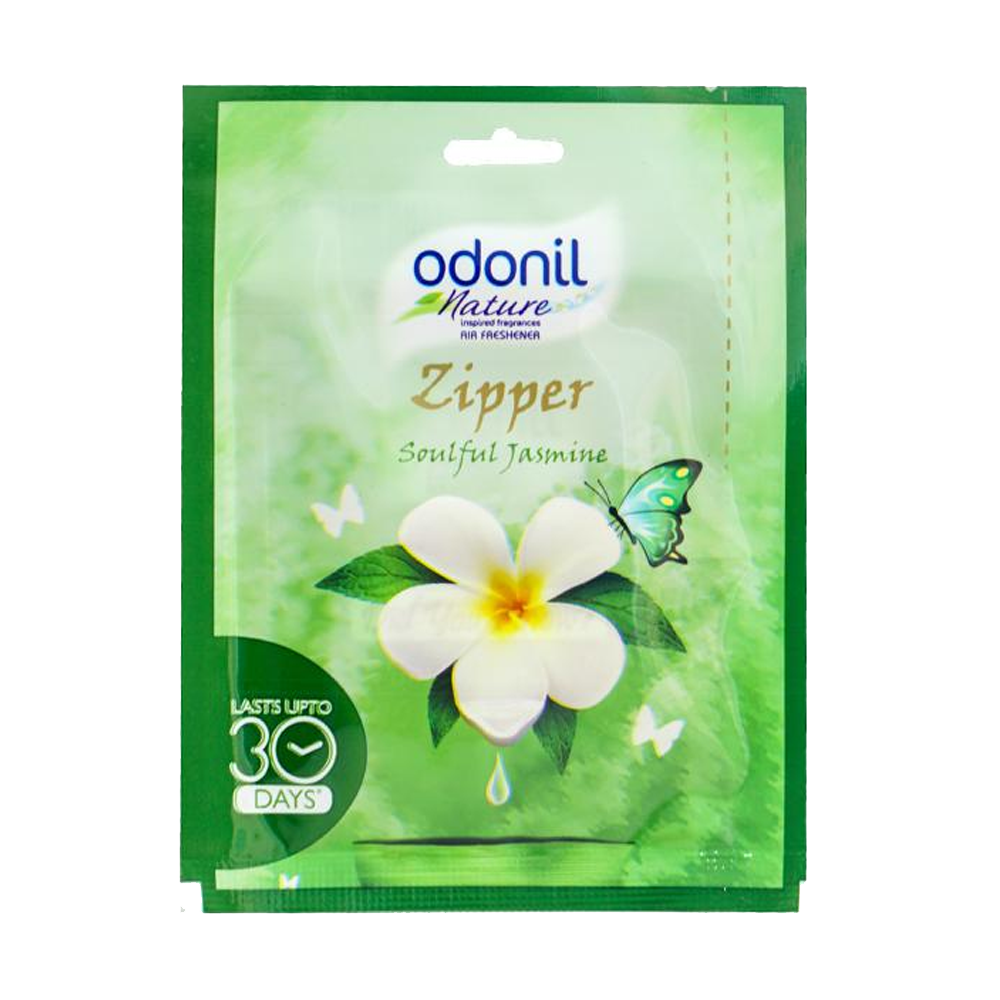 odonil
Nature
inspired fragrances
AIR FRESHENER
Zipper
Soulful Jasmine
LASTS UPTO
30
DAYS*